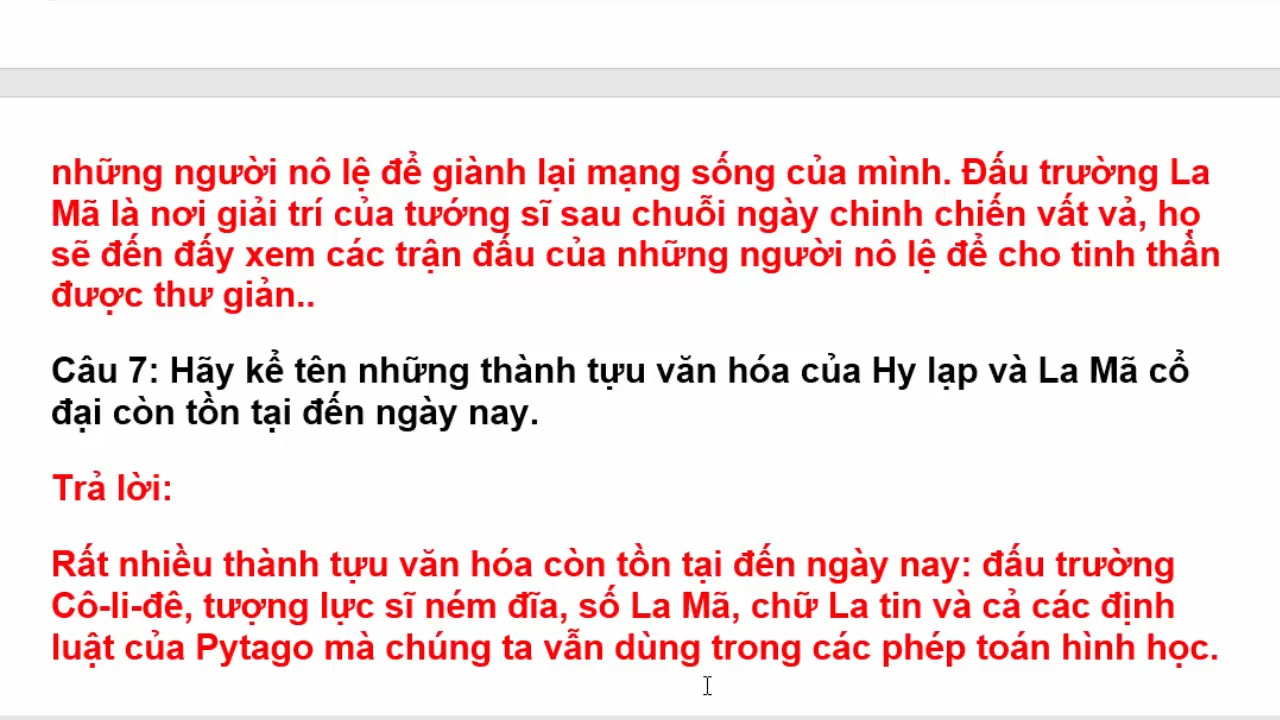 những người nô lệ để giành lại mạng sống của mình. Đấu trường La
Mã là nơi giải trí của tướng sĩ sau chuỗi ngày chinh chiến vất vả, họ
sẽ đến đấy xem các trận đấu của những người nô lệ để cho tinh thần
được thư giản..
Câu 7: Hãy kể tên những thành tựu văn hóa của Hy lạp và La Mã cổ
đại còn tồn tại đến ngày nay.
Trả lời:
Rất nhiều thành tựu văn hóa còn tồn tại đến ngày nay: đấu trường
Cô-li-đê, tượng lực sĩ ném đĩa, số La Mã, chữ La tin và cả các định
luật của Pytago mà chúng ta vẫn dùng trong các phép toán hình học.